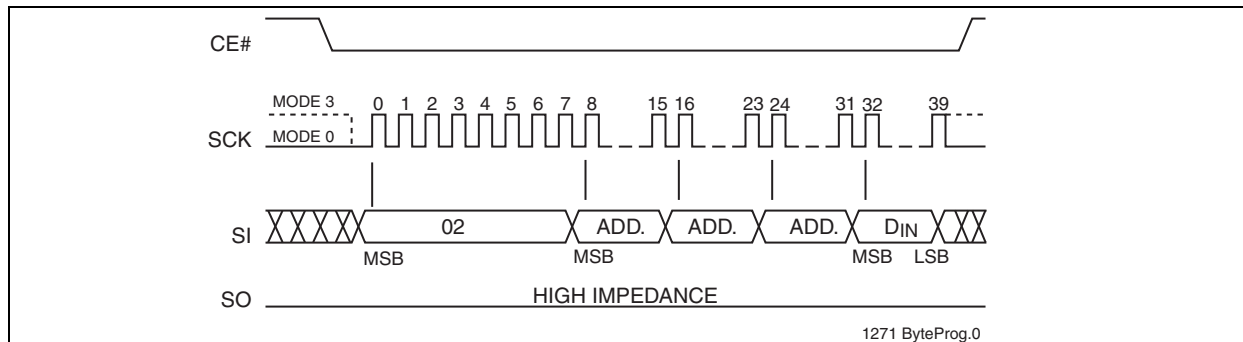 CE#
MODE 3 0 1 2 3 4 5 6 7 8 15 16 23 24 31 32 39
SCK MODE 0
SI 02 ADD. ADD. ADD. DIN
MSB MSB MSB LSB
SO HIGH IMPEDANCE
1271 ByteProg.0